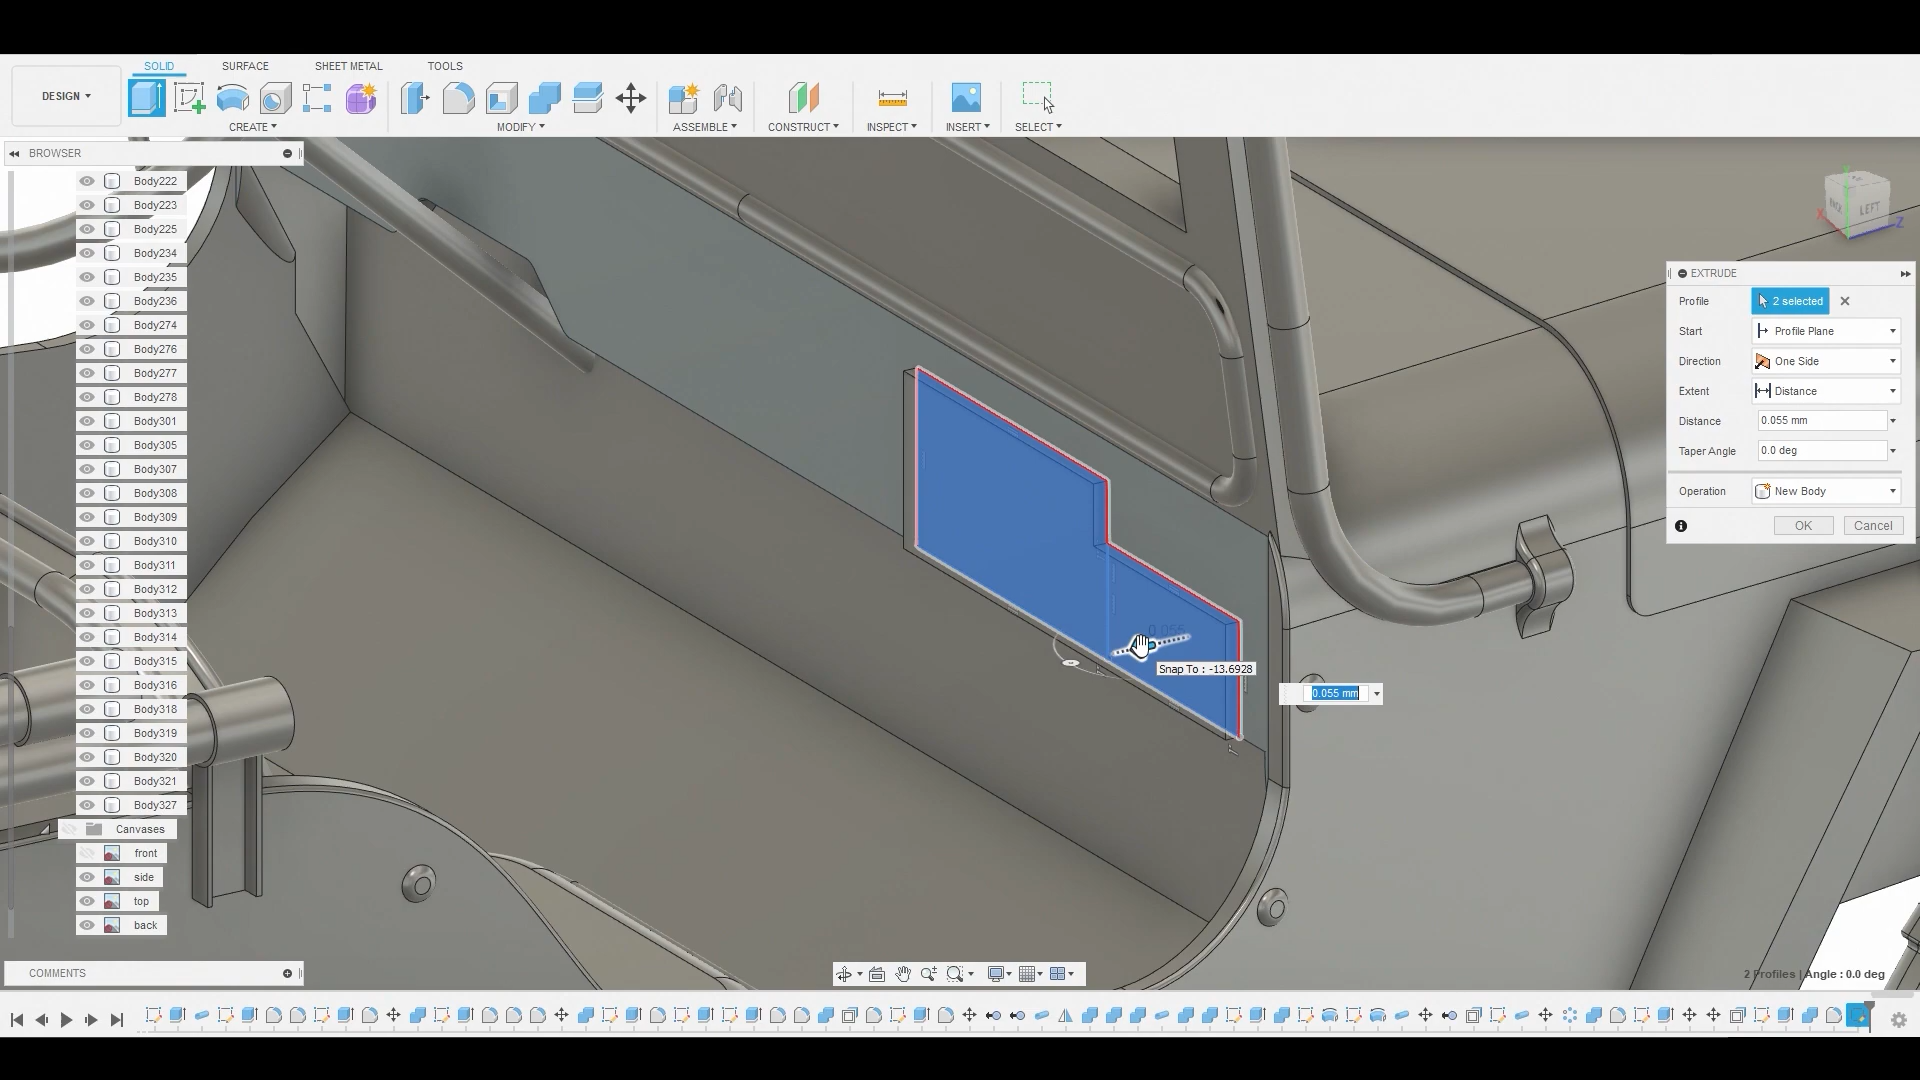 SOLID SURFACE SHEET METAL TOOLS
DESIGN
CREATE MODIFY ASSEMBLE CONSTRUCT INSPECT INSERT SELECT
BROWSER
Body222
Body223
Body225
Body234
Body235
Body236
Body274
Body276
Body277
Body278
Body301
Body305
Body307
Body308
Body309
Body310
Body311
Body312
Body313
Body314
Body315
Body316
Body318
Body319
Body320
Body321
Body327
Canvases
front
side
top
back
COMMENTS
0.055
Snap To : -13.6928
0.055 mm
BACK LEFT
X
Y
Z
EXTRUDE
Profile 2 selected
Start Profile Plane
Direction One Side
Extent Distance
Distance 0.055 mm
Taper Angle 0.0 deg
Operation New Body
OK Cancel
2 Profiles | Angle : 0.0 deg